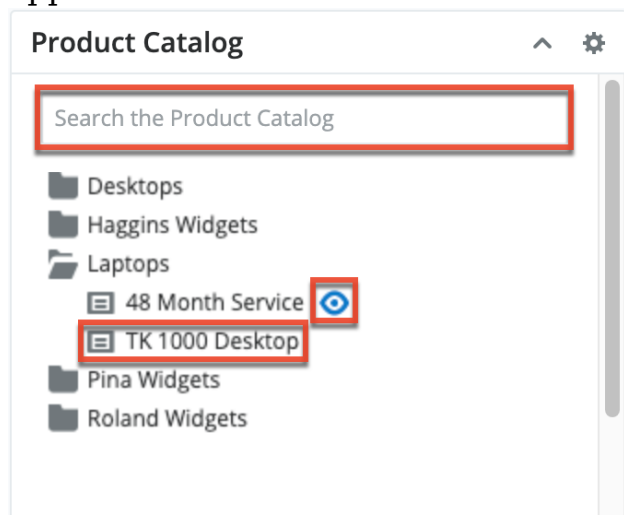 Product Catalog
Search the Product Catalog
Desktops
Haggins Widgets
Laptops
48 Month Service
TK 1000 Desktop
Pina Widgets
Roland Widgets